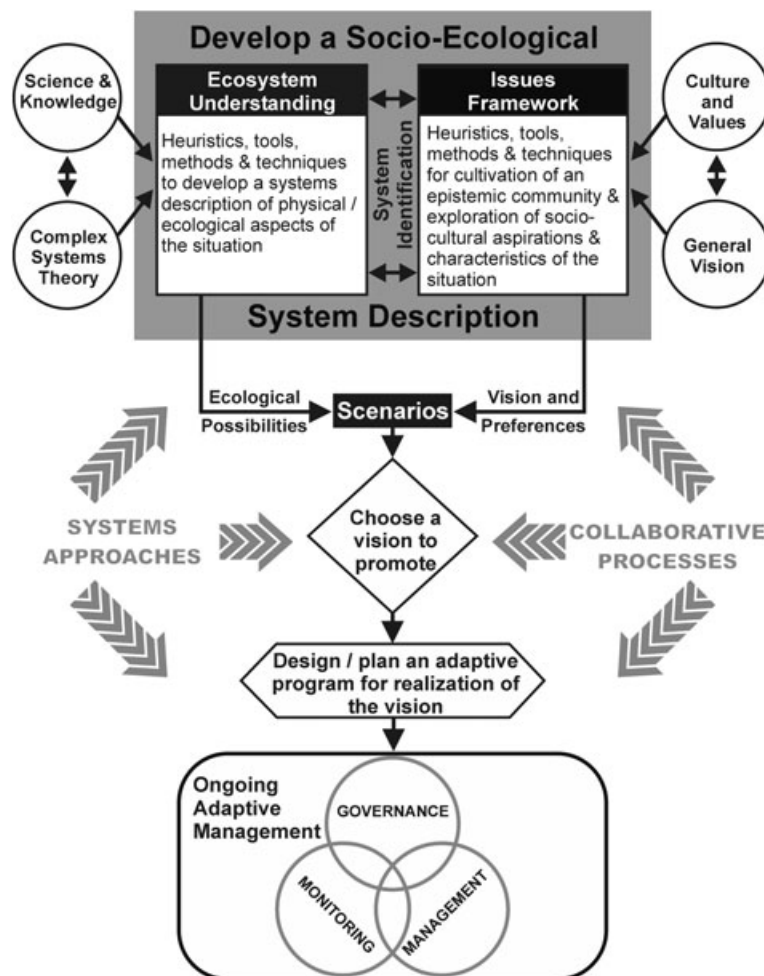 Develop a Socio-Ecological
Science &
Knowledge
Complex
Systems
Theory
Ecosystem
Understanding
Heuristics, tools,
methods & techniques
to develop a systems
description of physical /
ecological aspects of
the situation
System
Identification
Issues
Framework
Heuristics, tools,
methods & techniques
for cultivation of an
epistemic community &
exploration of socio-
cultural aspirations &
characteristics of the
situation
Culture
and
Values
General
Vision
System Description
Ecological
Possibilities
Scenarios
Vision and
Preferences
SYSTEMS
APPROACHES
Choose a
vision to
promote
COLLABORATIVE
PROCESSES
Design / plan an adaptive
program for realization of
the vision
Ongoing
Adaptive
Management
GOVERNANCE
MONITORING
MANAGEMENT